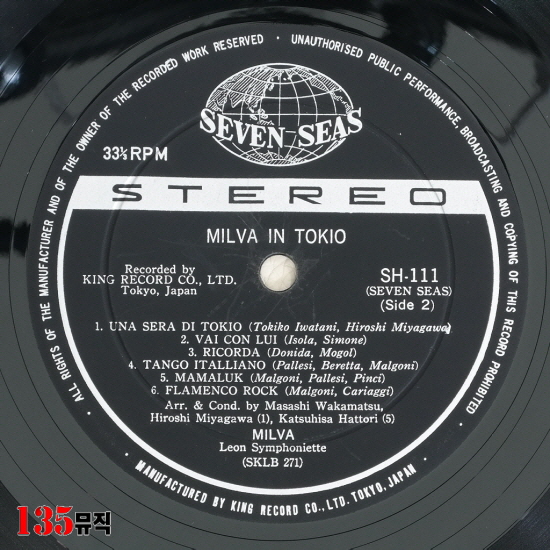 ALL RIGHTS OF THE MANUFACTURER AND OF THE OWNER OF THE RECORDED WORK RESERVED · UNAUTHORISED PUBLIC PERFORMANCE, BROADCASTING AND COPYING OF THIS RECORD PROHIBITED.
SEVEN SEAS
33⅓ RPM
STEREO
MILVA IN TOKIO
Recorded by
KING RECORD CO., LTD.
Tokyo, Japan
SH-111
(SEVEN SEAS)
(Side 2)
1. UNA SERA DI TOKIO (Tokiko Iwatani, Hiroshi Miyagawa)
2. VAI CON LUI (Isola, Simone)
3. RICORDA (Donida, Mogol)
4. TANGO ITALLIANO (Pallesi, Beretta, Malgoni)
5. MAMALUK (Malgoni, Pallesi, Pinci)
6. FLAMENCO ROCK (Malgoni, Cariaggi)
Arr. & Cond. by Masashi Wakamatsu,
Hiroshi Miyagawa (1), Katsuhisa Hattori (5)
MILVA
Leon Symphoniette
(SKLB 271)
· MANUFACTURED BY KING RECORD CO., LTD. TOKYO, JAPAN ·
135뮤직